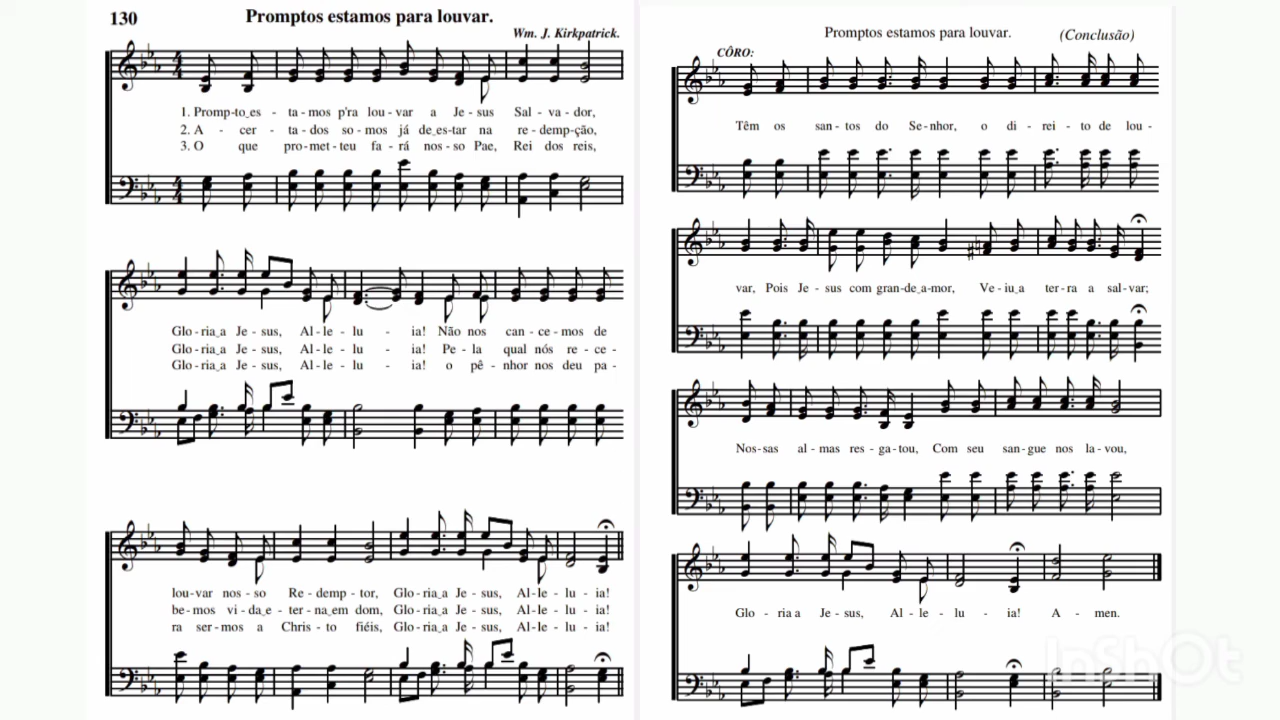 130
Promptos estamos para louvar.
Wm. J. Kirkpatrick.
1. Promp-to_es - ta - mos p'ra lou - var a Je - sus Sal - va - dor,
2. A - cer - ta - dos so - mos já de_es - tar na re - demp - ção,
3. O que pro - met - teu fa - rá nos - so Pae, Rei dos reis,
Glo - ria_a Je - sus, Al - le - lu - ia! Não nos can - ce - mos de
Glo - ria_a Je - sus, Al - le - lu - ia! Pe - la qual nós re - ce -
Glo - ria_a Je - sus, Al - le - lu - ia! o pê - nhor nos deu pa -
lou - var nos - so Re - demp - tor, Glo - ria_a Je - sus, Al - le - lu - ia!
be - mos vi - da_e - ter - na_em dom, Glo - ria_a Je - sus, Al - le - lu - ia!
ra ser - mos a Chris - to fiéis, Glo - ria_a Je - sus, Al - le - lu - ia!
Promptos estamos para louvar.
(Conclusão)
CÔRO:
Têm os san - tos do Se - nhor, o di - rei - to de lou -
var, Pois Je - sus com gran - de_a - mor, Ve - iu_a ter - ra a sal - var;
Nos - sas al - mas res - ga - tou, Com seu san - gue nos la - vou,
Glo - ria a Je - sus, Al - le - lu - ia! A - men.
InShOt